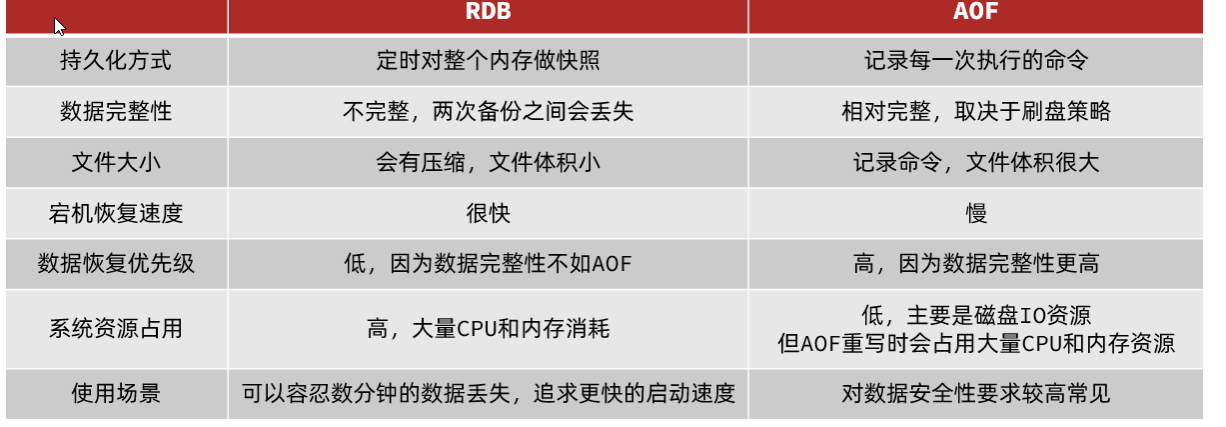 RDB AOF
持久化方式 定时对整个内存做快照 记录每一次执行的命令
数据完整性 不完整，两次备份之间会丢失 相对完整，取决于刷盘策略
文件大小 会有压缩，文件体积小 记录命令，文件体积很大
宕机恢复速度 很快 慢
数据恢复优先级 低，因为数据完整性不如AOF 高，因为数据完整性更高
系统资源占用 高，大量CPU和内存消耗 低，主要是磁盘IO资源
但AOF重写时会占用大量CPU和内存资源
使用场景 可以容忍数分钟的数据丢失，追求更快的启动速度 对数据安全性要求较高常见